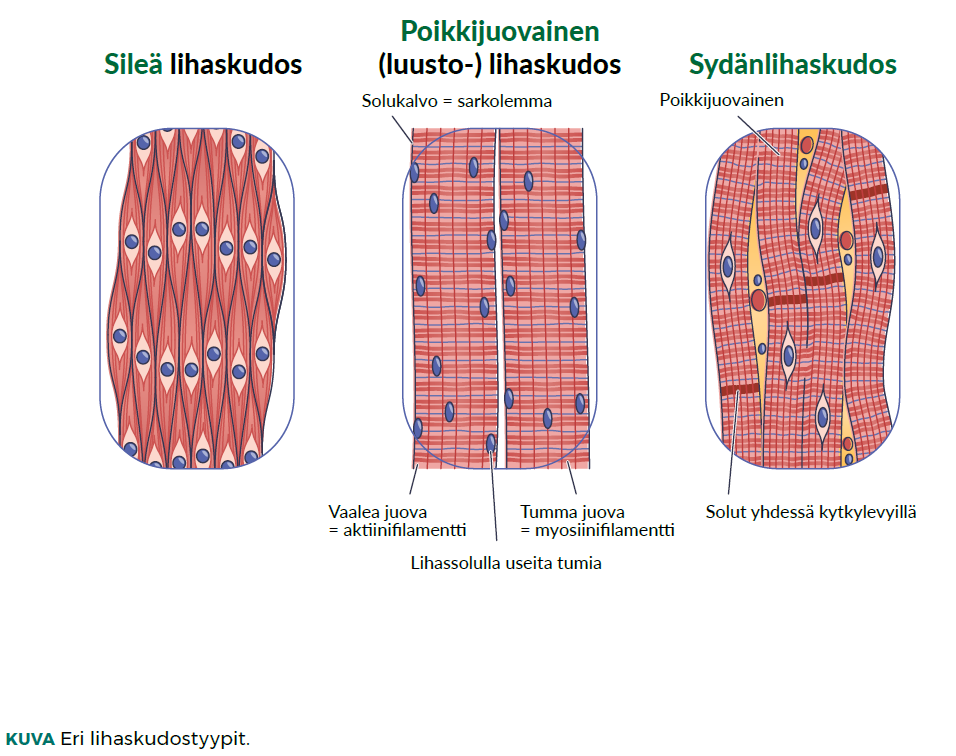 Sileä lihaskudos
Poikkijuovainen
(luusto-) lihaskudos
Sydänlihaskudos
Solukalvo = sarkolemma
Poikkijuovainen
Vaalea juova
= aktiinifilamentti
Tumma juova
= myosiinifilamentti
Lihassolulla useita tumia
Solut yhdessä kytkylevyillä
KUVA Eri lihaskudostyypit.